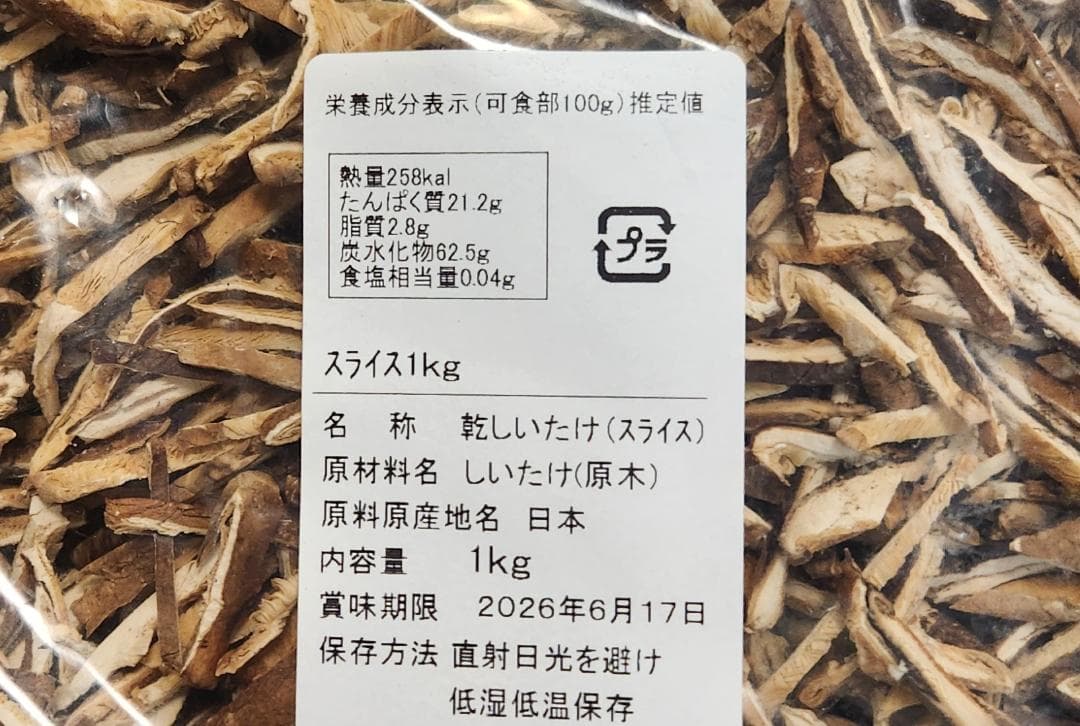 栄養成分表示(可食部100g)推定値
熱量258kal
たんぱく質21.2g
脂質2.8g
炭水化物62.5g
食塩相当量0.04g
プラ
スライス1kg
名 称 乾しいたけ(スライス)
原材料名 しいたけ(原木)
原料原産地名 日本
内容量 1kg
賞味期限 2026年6月17日
保存方法 直射日光を避け
低湿低温保存